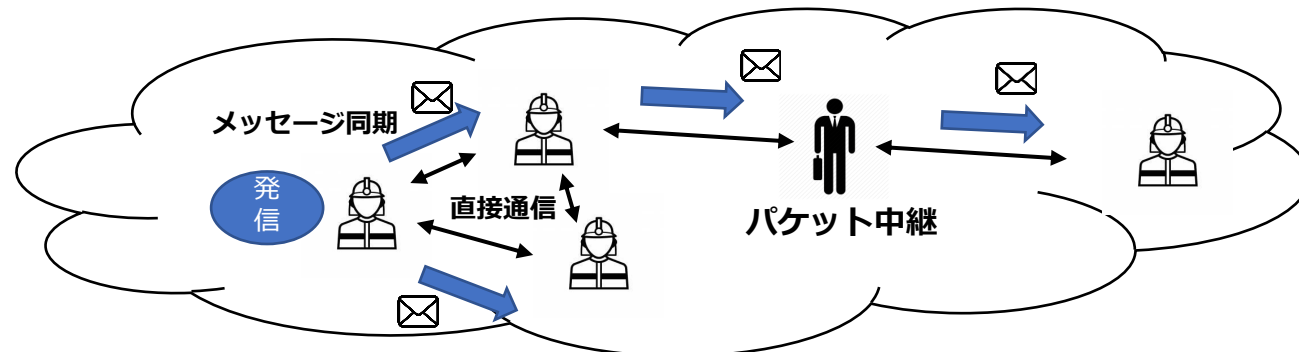 メッセージ同期
発
信
直接通信
パケット中継